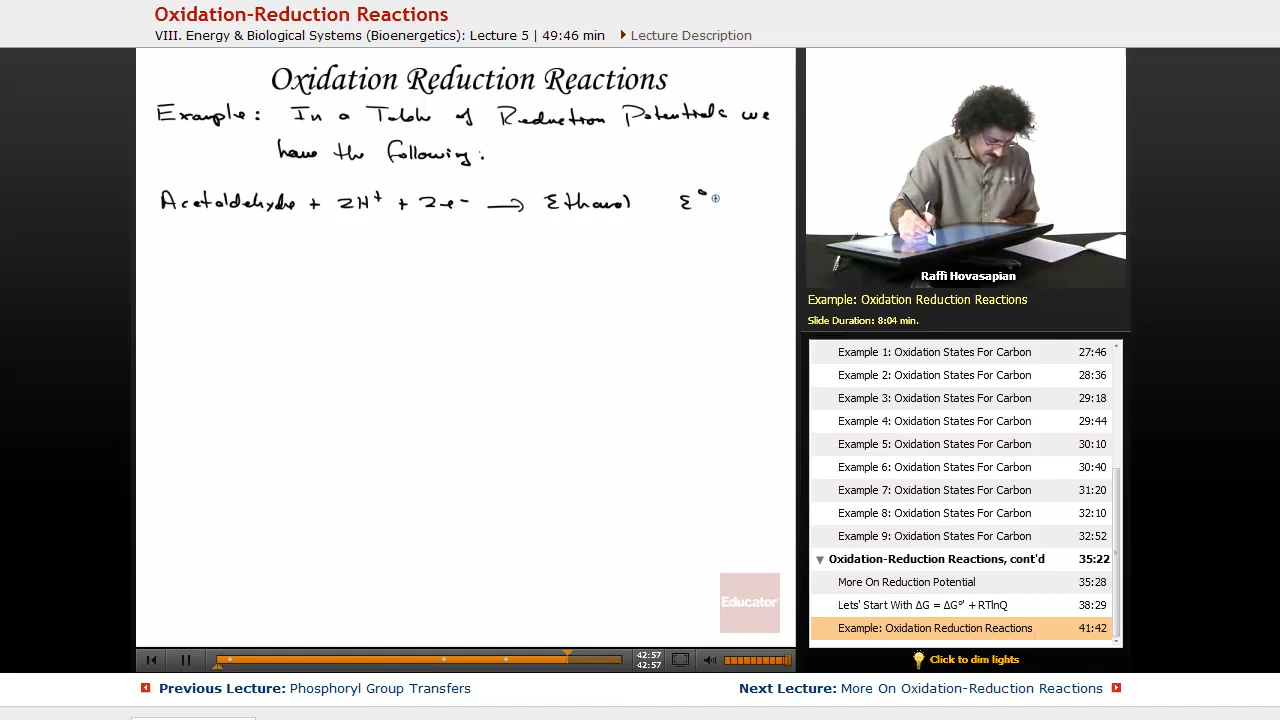 Oxidation-Reduction Reactions
VIII. Energy & Biological Systems (Bioenergetics): Lecture 5 | 49:46 min
Lecture Description
Oxidation Reduction Reactions
Example: In a Table of Reduction Potentials we
have the following:
Acetaldehyde + 2H⁺ + 2e⁻ → Ethanol E°
Educator
Raffi Hovasapian
Example: Oxidation Reduction Reactions
Slide Duration: 8:04 min.
Example 1: Oxidation States For Carbon 27:46
Example 2: Oxidation States For Carbon 28:36
Example 3: Oxidation States For Carbon 29:18
Example 4: Oxidation States For Carbon 29:44
Example 5: Oxidation States For Carbon 30:10
Example 6: Oxidation States For Carbon 30:40
Example 7: Oxidation States For Carbon 31:20
Example 8: Oxidation States For Carbon 32:10
Example 9: Oxidation States For Carbon 32:52
Oxidation-Reduction Reactions, cont'd 35:22
More On Reduction Potential 35:28
Lets' Start With ΔG = ΔG°' + RTlnQ 38:29
Example: Oxidation Reduction Reactions 41:42
42:57
42:57
Click to dim lights
Previous Lecture: Phosphoryl Group Transfers
Next Lecture: More On Oxidation-Reduction Reactions